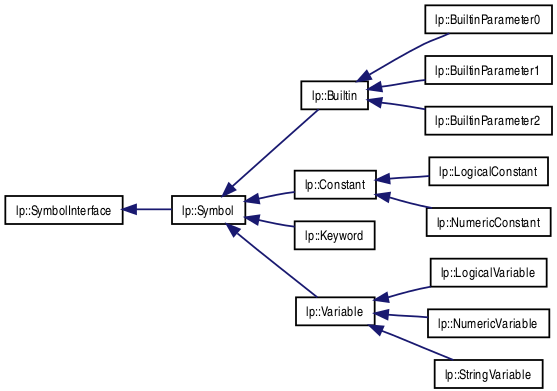 lp::BuiltinParameter0
lp::BuiltinParameter1
lp::Builtin
lp::BuiltinParameter2
lp::LogicalConstant
lp::Constant
lp::SymbolInterface
lp::Symbol
lp::NumericConstant
lp::Keyword
lp::LogicalVariable
lp::Variable
lp::NumericVariable
lp::StringVariable